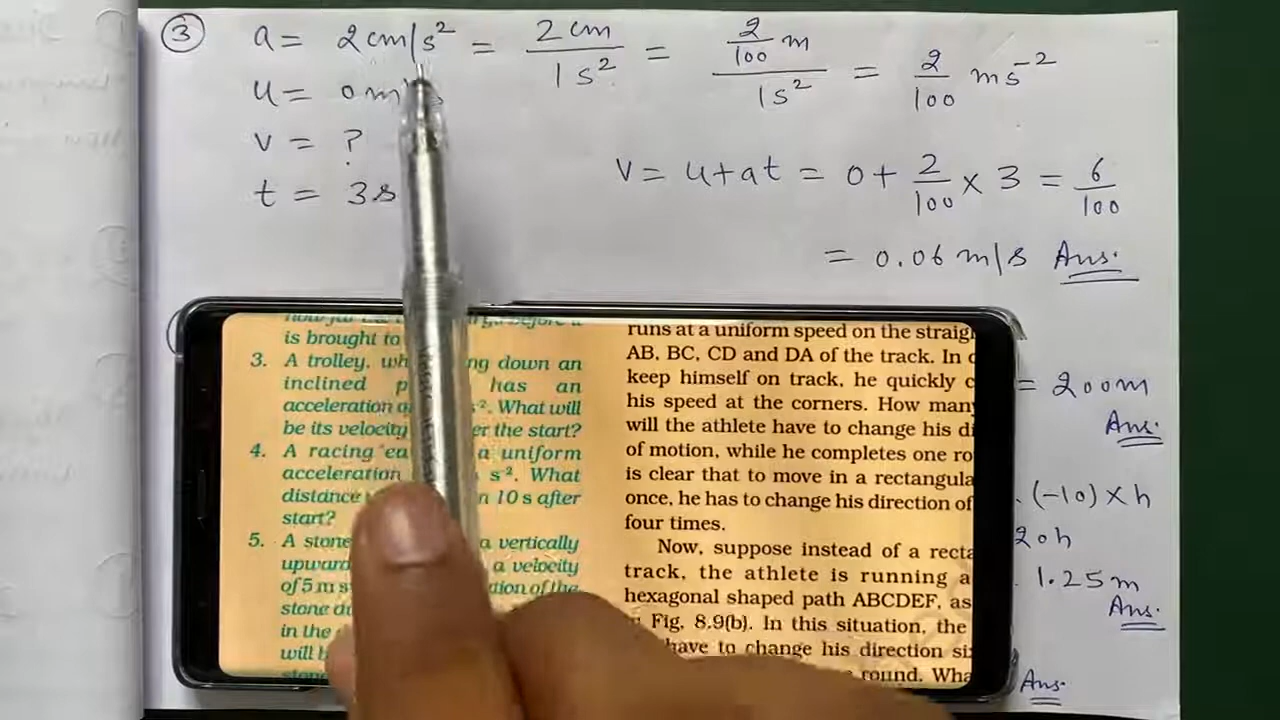 ③ a = 2cm/s² = 2 cm / 1 s² = 2/100 m / 1 s² = 2/100 ms⁻²
u = 0 m
v = ?
t = 3s
v = u+at = 0+ 2/100 × 3 = 6/100
= 0.06 m/s Ans.
is brought to
3. A trolley, ng down an
inclined has an
acceleration s². What will
be its velocity er the start?
4. A racing a uniform
acceleration s⁻². What
distance n 10 s after
start?
5. A stone a vertically
upward a velocity
of 5 m s tion of the
stone
in the
will
runs at a uniform speed on the straig
AB, BC, CD and DA of the track. In
keep himself on track, he quickly c
his speed at the corners. How many
will the athlete have to change his di
of motion, while he completes one ro
is clear that to move in a rectangula
once, he has to change his direction of
four times.
Now, suppose instead of a recta
track, the athlete is running a
hexagonal shaped path ABCDEF, as
Fig. 8.9(b). In this situation, the
have to change his direction si
round. Wha
= 200m
Ans.
. (-10) × h
20h
. 1.25 m
Ans.
Ans.